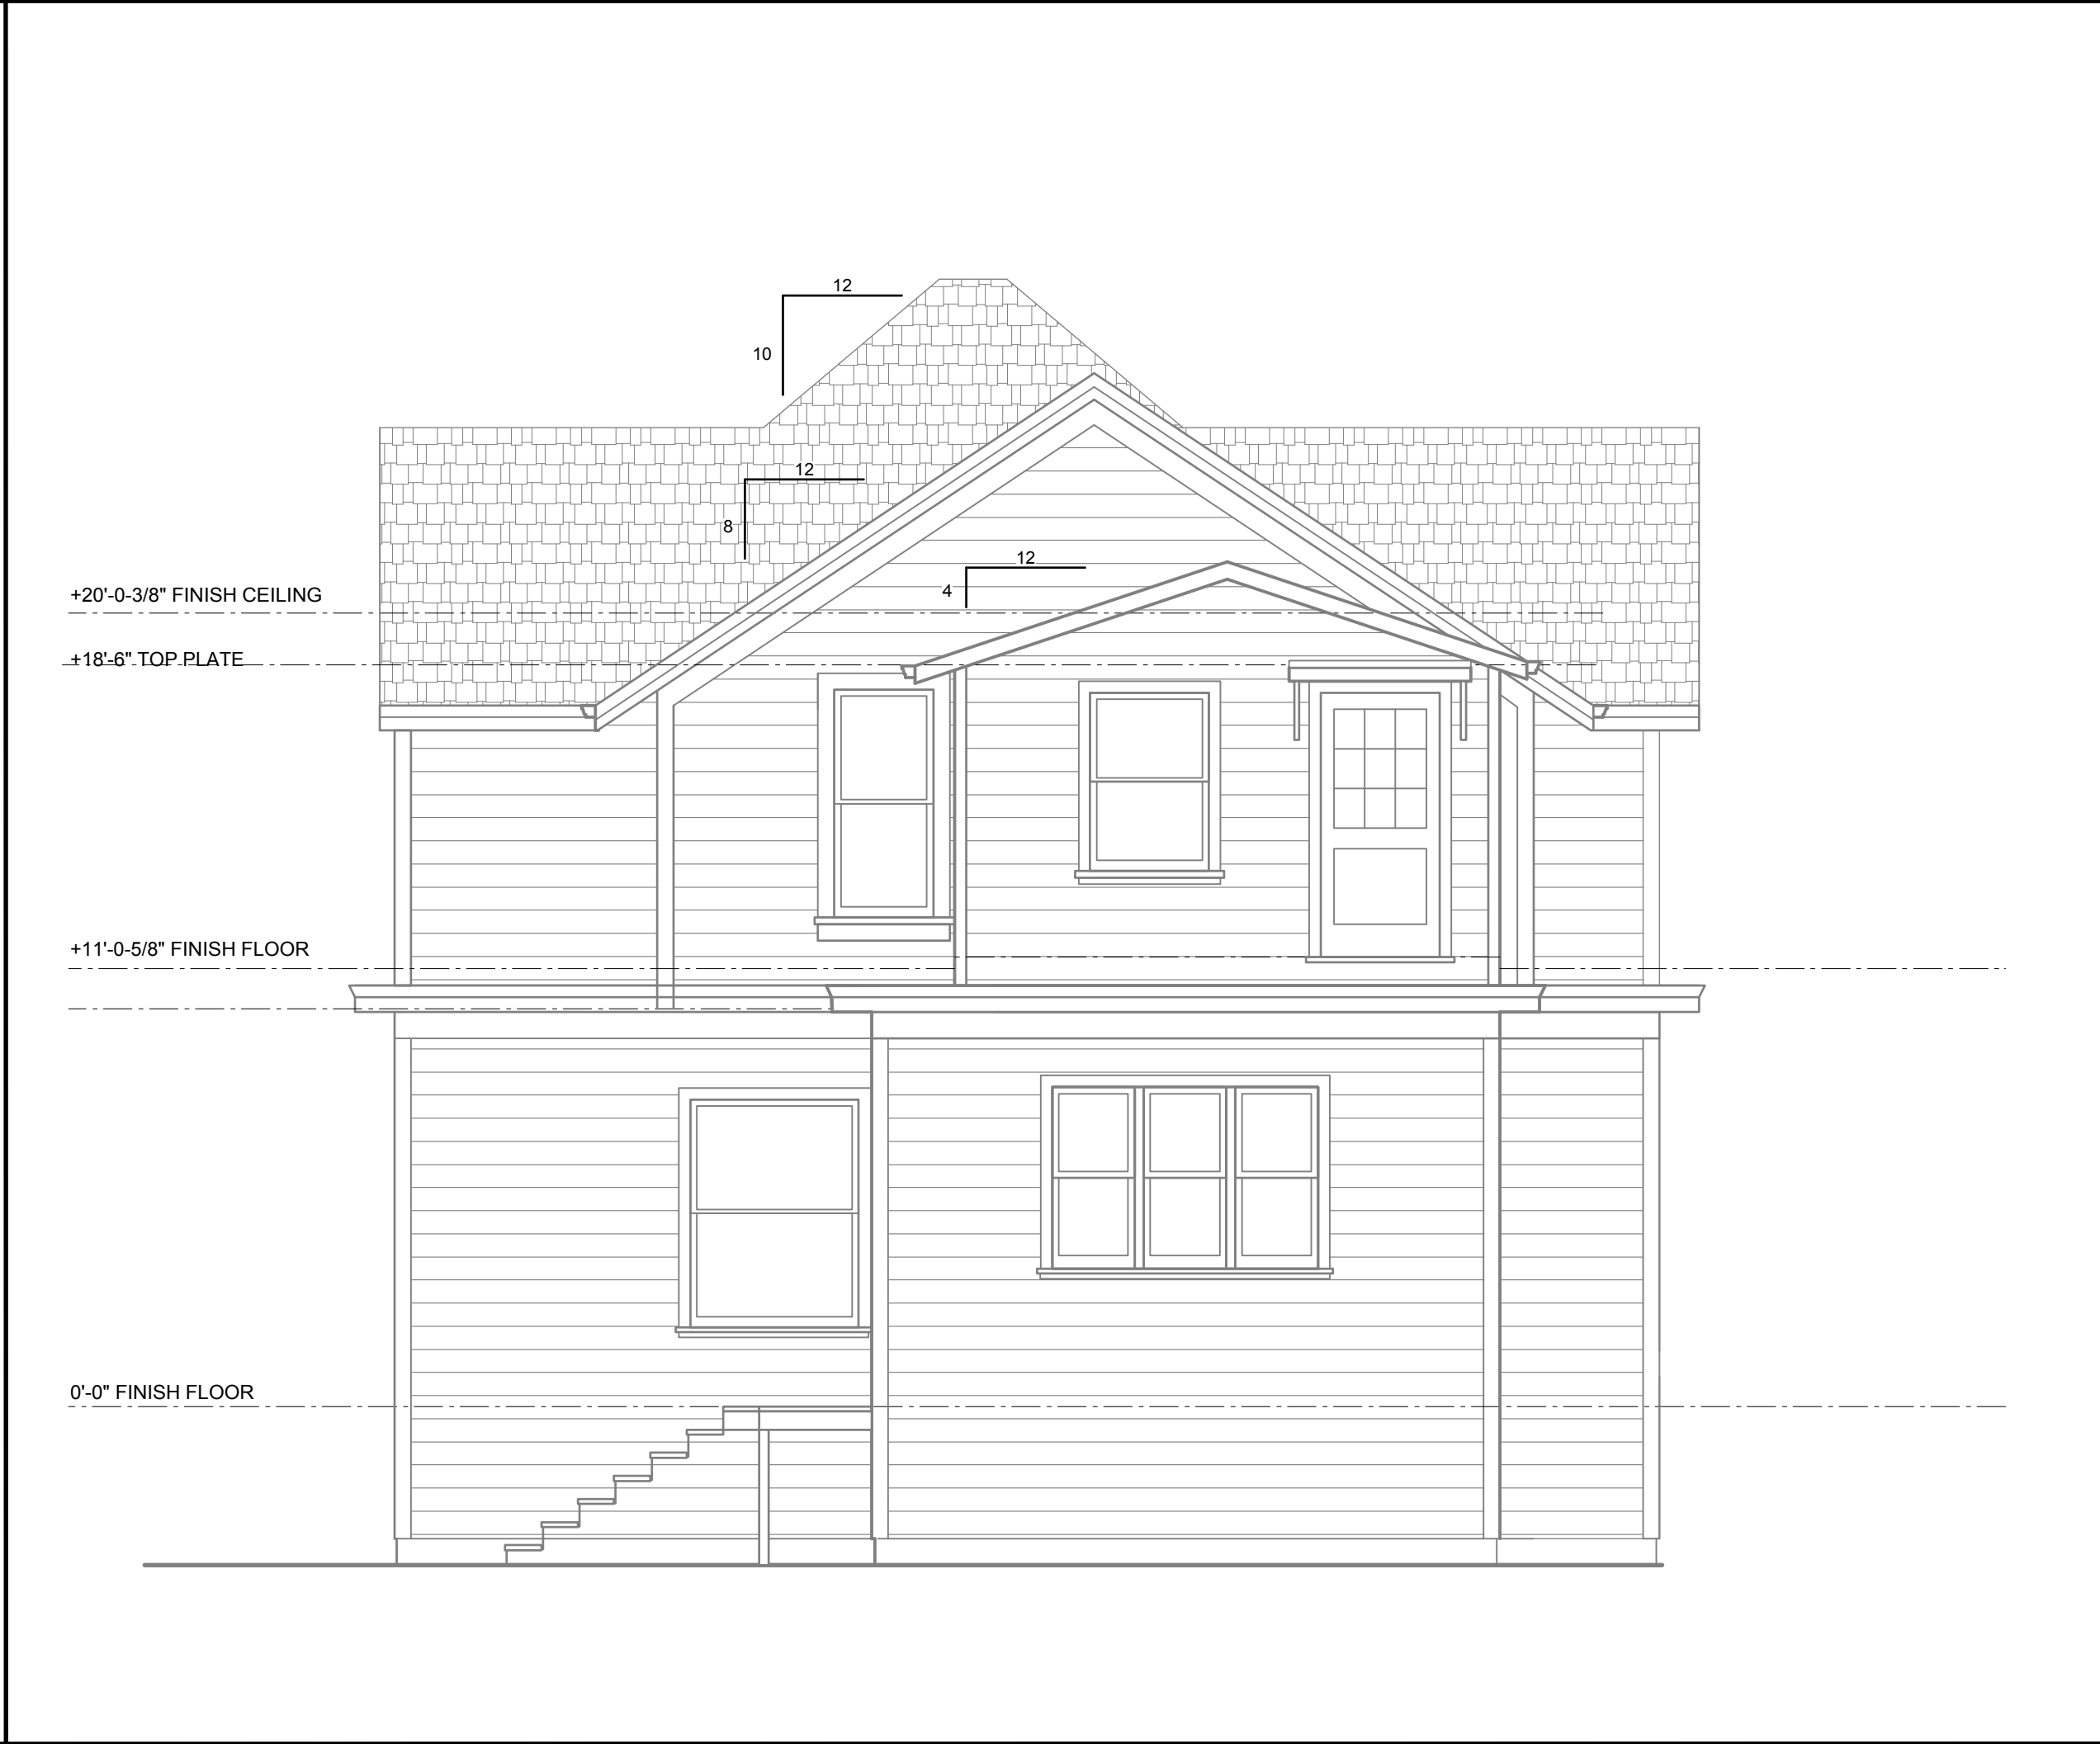 12
10
12
8
12
4
+20'-0-3/8" FINISH CEILING
+18'-6" TOP PLATE
+11'-0-5/8" FINISH FLOOR
0'-0" FINISH FLOOR